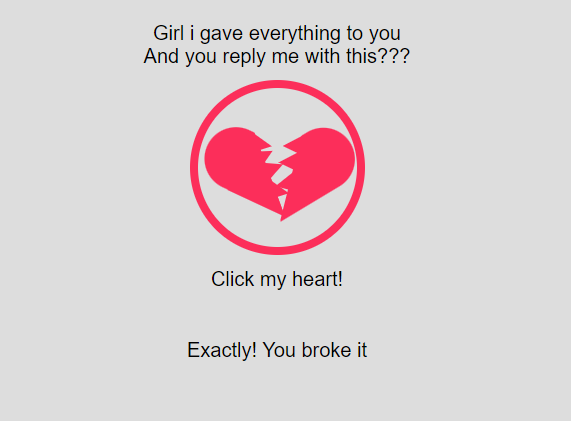 Girl i gave everything to you
And you reply me with this???
Click my heart!
Exactly! You broke it